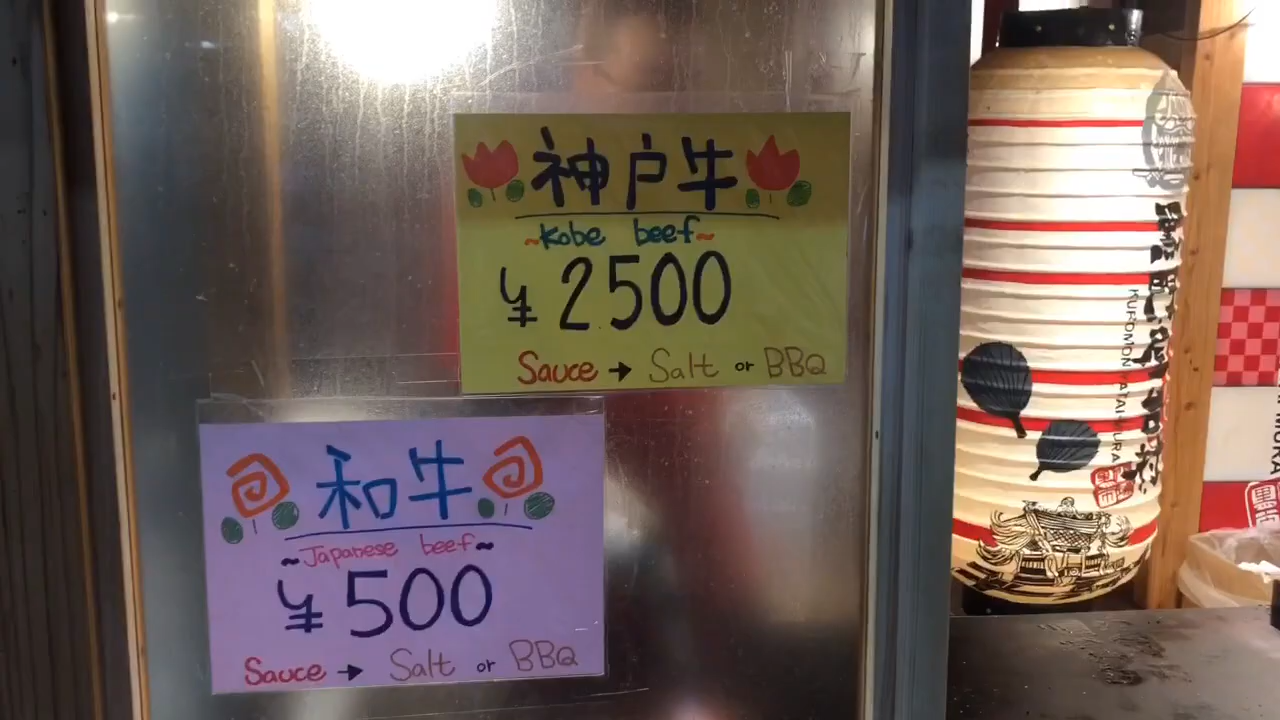 神戸牛
~Kobe beef~
¥2500
Sauce → Salt or BBQ
和牛
~Japanese beef~
¥500
Sauce → Salt or BBQ
KUROMON